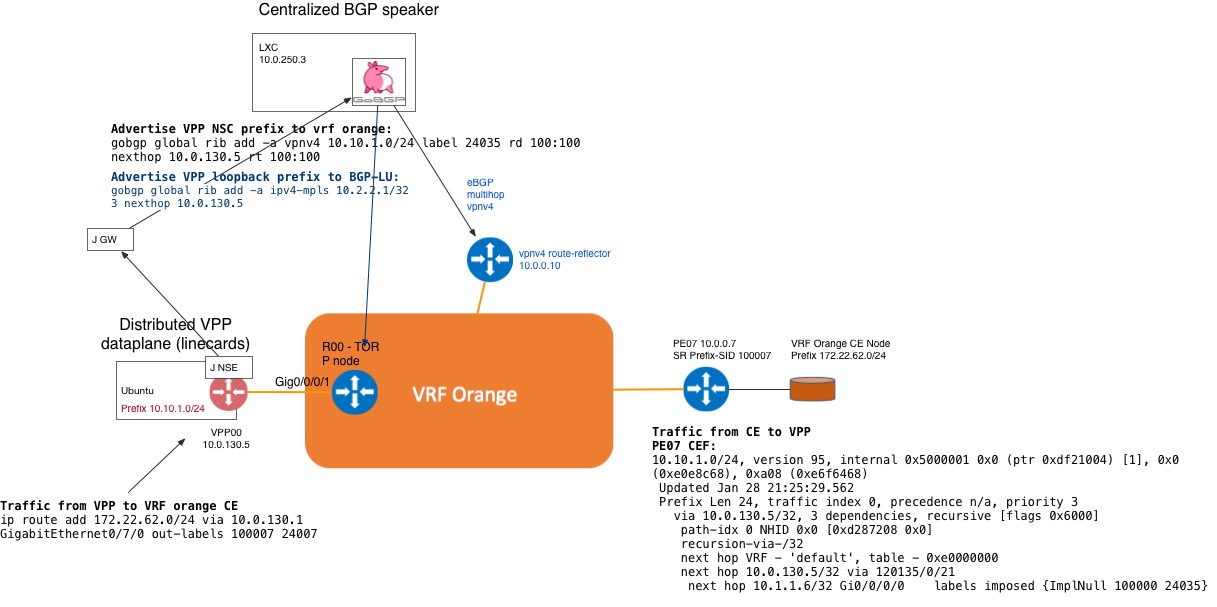 Centralized BGP speaker
LXC
10.0.250.3
GoBGP
Advertise VPP NSC prefix to vrf orange:
gobgp global rib add -a vpnv4 10.10.1.0/24 label 24035 rd 100:100
nexthop 10.0.130.5 rt 100:100
Advertise VPP loopback prefix to BGP-LU:
gobgp global rib add -a ipv4-mpls 10.2.2.1/32
3 nexthop 10.0.130.5
eBGP
multihop
vpnv4
J GW
vpnv4 route-reflector
10.0.0.10
Distributed VPP
dataplane (linecards)
J NSE
Ubuntu
Prefix 10.10.1.0/24
VPP00
10.0.130.5
Gig0/0/0/1
R00 - TOR
P node
VRF Orange
PE07 10.0.0.7
SR Prefix-SID 100007
VRF Orange CE Node
Prefix 172.22.62.0/24
Traffic from VPP to VRF orange CE
ip route add 172.22.62.0/24 via 10.0.130.1
GigabitEthernet0/7/0 out-labels 100007 24007
Traffic from CE to VPP
PE07 CEF:
10.10.1.0/24, version 95, internal 0x5000001 0x0 (ptr 0xdf21004) [1], 0x0
(0xe0e8c68), 0xa08 (0xe6f6468)
Updated Jan 28 21:25:29.562
Prefix Len 24, traffic index 0, precedence n/a, priority 3
via 10.0.130.5/32, 3 dependencies, recursive [flags 0x6000]
path-idx 0 NHID 0x0 [0xd287208 0x0]
recursion-via-/32
next hop VRF - 'default', table - 0xe0000000
next hop 10.0.130.5/32 via 120135/0/21
next hop 10.1.1.6/32 Gi0/0/0/0    labels imposed {ImplNull 100000 24035}